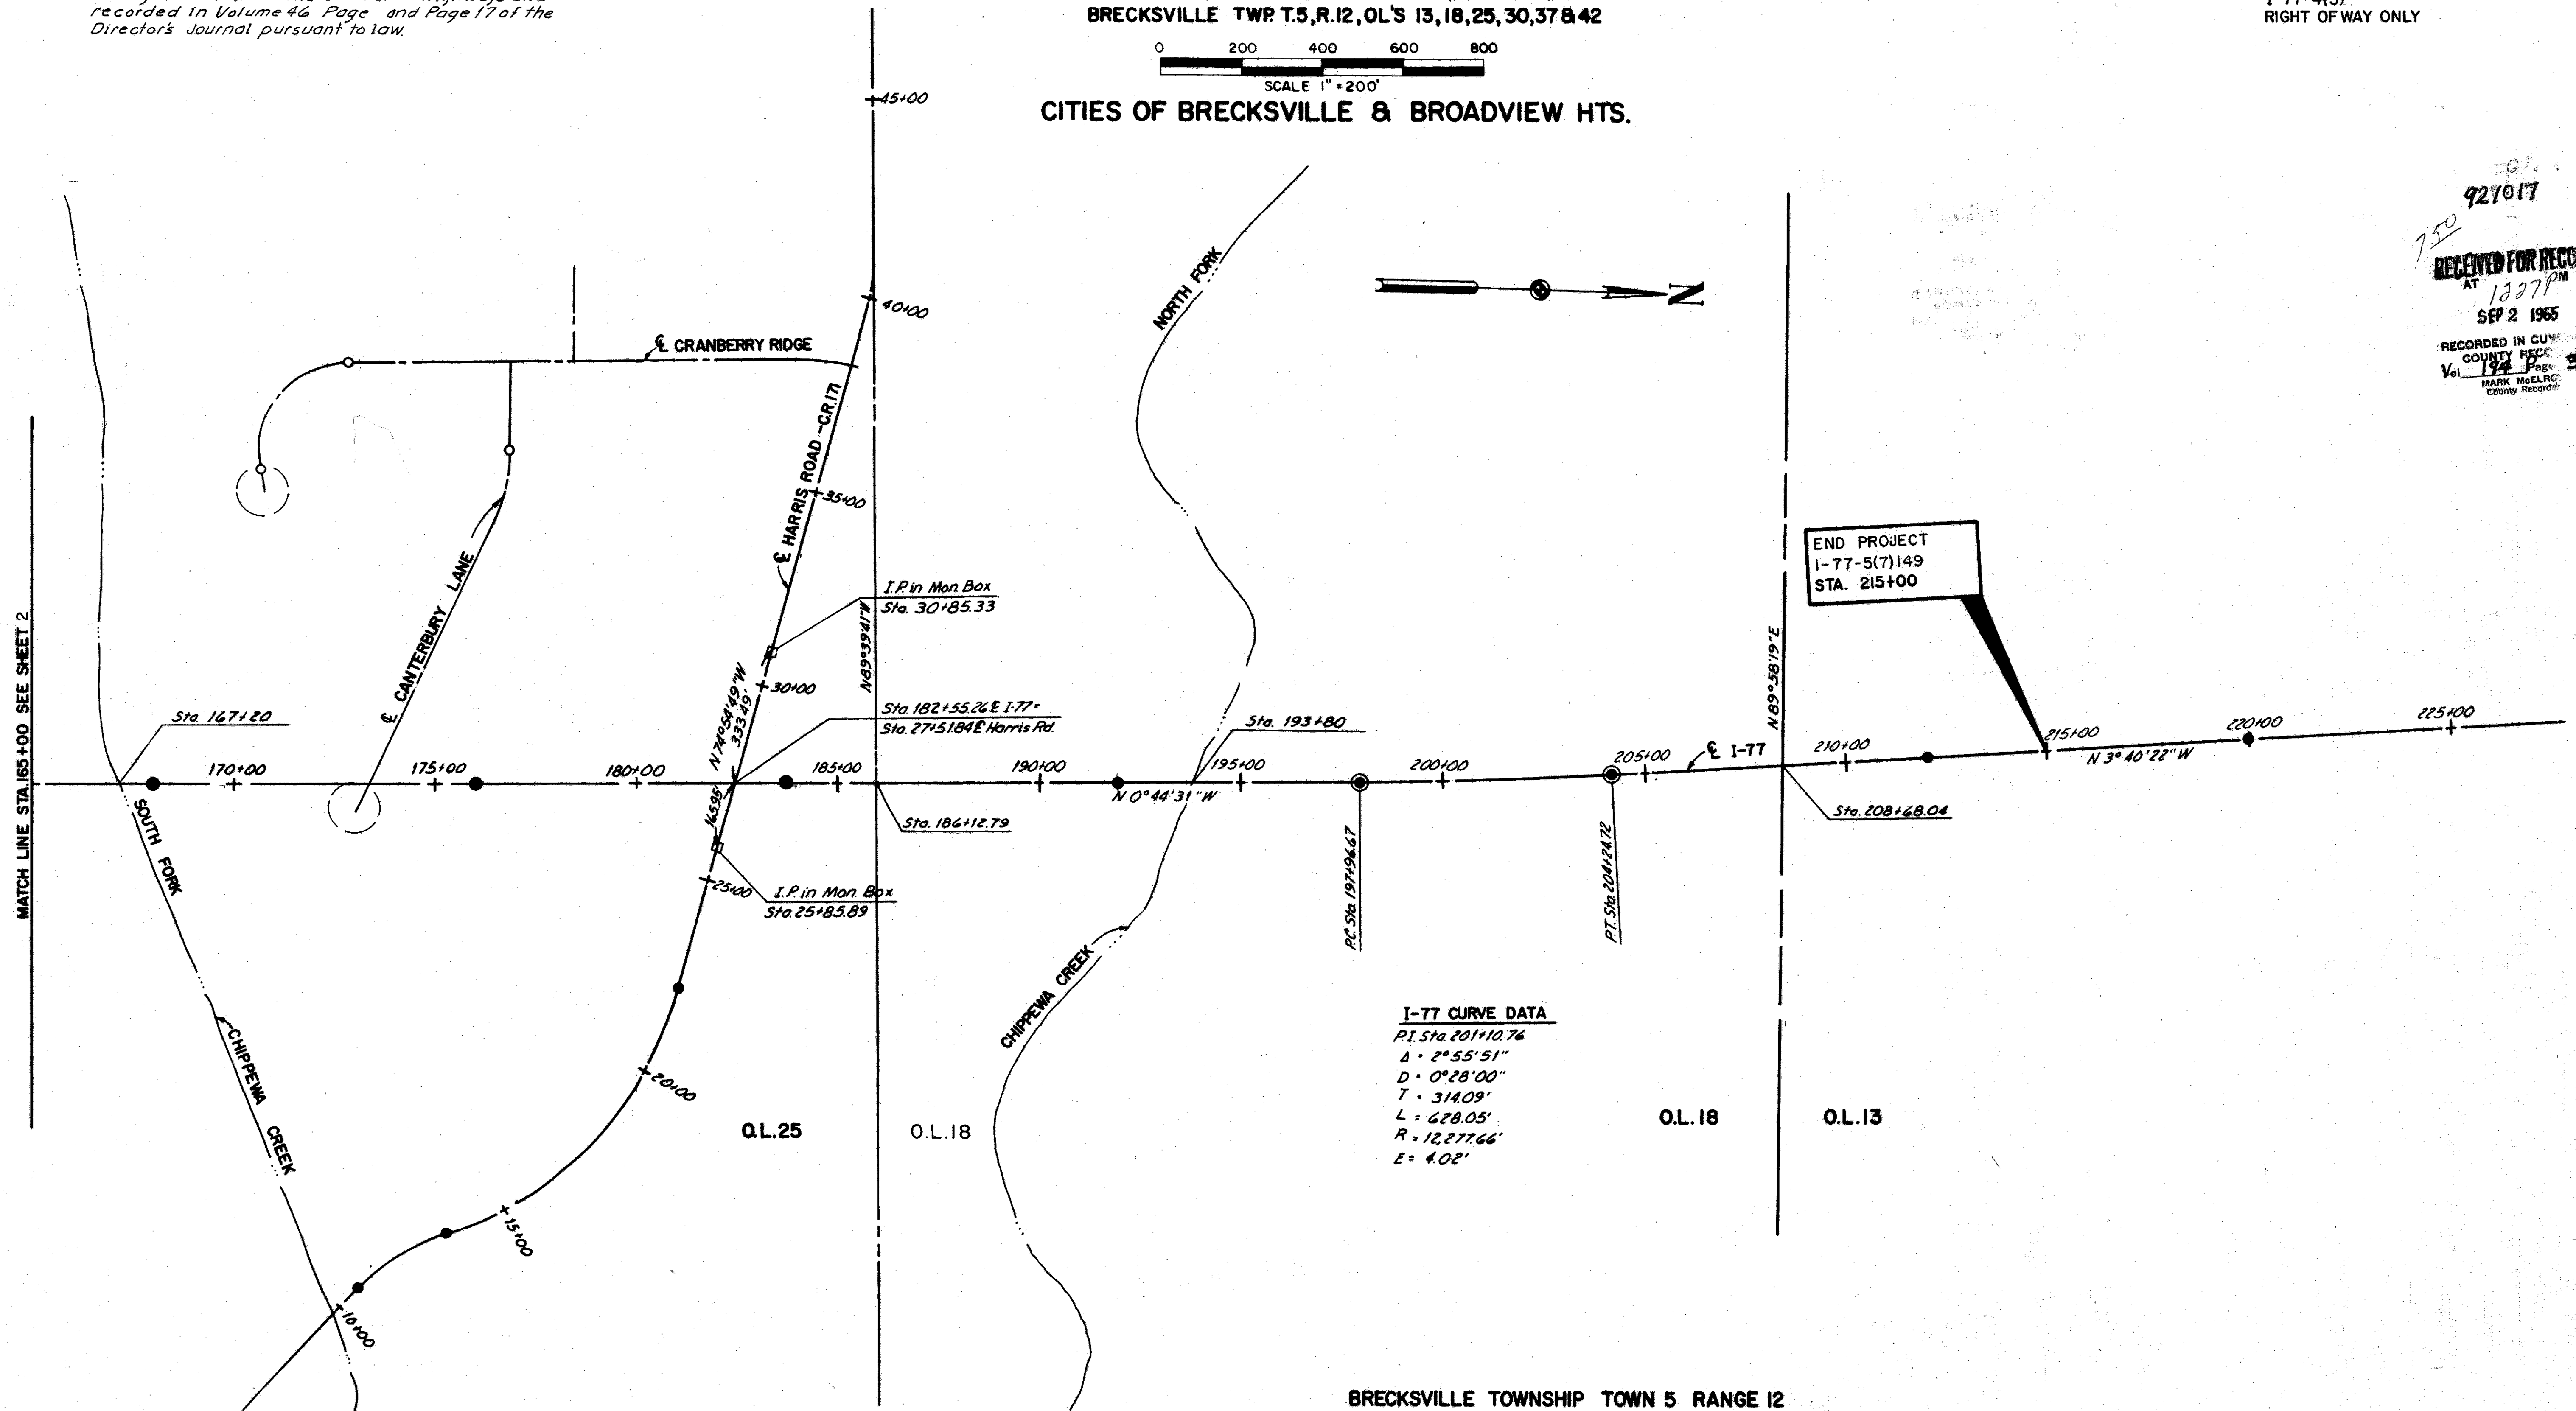 recorded in Volume 46 Page and Page 17 of the
Director's Journal pursuant to law.
BRECKSVILLE TWP. T.5, R.12, OL'S 13, 18, 25, 30, 37 & 42
0 200 400 600 800
SCALE 1" = 200'
CITIES OF BRECKSVILLE & BROADVIEW HTS.
RIGHT OF WAY ONLY
927017
750
RECEIVED FOR RECO
AT 1227 PM
SEP 2 1965
RECORDED IN CUY
COUNTY RECO
Vol 194 Page
MARK McELRO
County Recorder
45+00
40+00
℄ CRANBERRY RIDGE
℄ HARRIS ROAD - C.R. 171
35+00
NORTH FORK
N
END PROJECT
I-77-5(7)149
STA. 215+00
℄ CANTERBURY LANE
I.P. in Mon. Box
Sta. 30+85.33
N 89°39'41" W
N 89°58'19" E
30+00
N 74°54'49" W
333.49'
MATCH LINE STA. 165+00 SEE SHEET 2
Sta. 167+20
Sta. 182+55.26 ℄ I-77 =
Sta. 27+51.84 ℄ Harris Rd.
Sta. 193+80
170+00
175+00
180+00
185+00
190+00
195+00
200+00
205+00
℄ I-77
210+00
215+00
220+00
225+00
N 0°44'31" W
N 3°40'22" W
165.95'
Sta. 186+12.79
Sta. 208+68.04
SOUTH FORK
25+00
I.P. in Mon. Box
Sta. 25+85.89
P.C. Sta. 197+96.67
P.T. Sta. 204+24.72
CHIPPEWA CREEK
CHIPPEWA CREEK
20+00
15+00
10+00
I-77 CURVE DATA
P.I. Sta. 201+10.76
Δ = 2°55'51"
D = 0°28'00"
T = 314.09'
L = 628.05'
R = 12,277.66'
E = 4.02'
O.L. 25
O.L. 18
O.L. 18
O.L. 13
BRECKSVILLE TOWNSHIP TOWN 5 RANGE 12